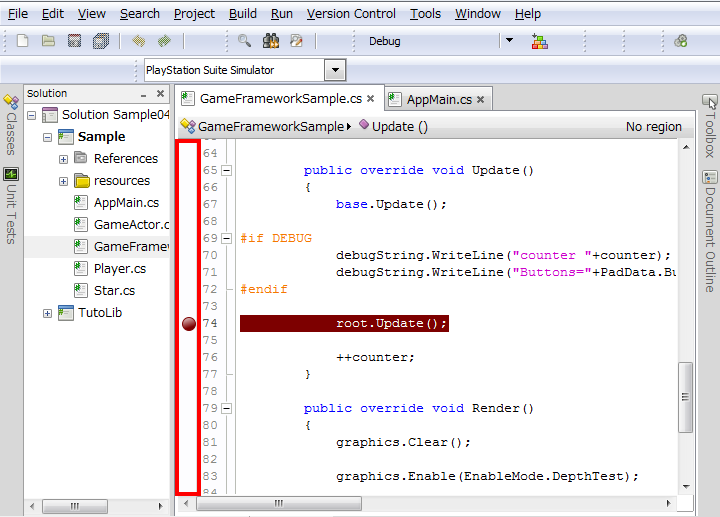 File Edit View Search Project Build Run Version Control Tools Window Help
Debug
PlayStation Suite Simulator
Classes
Unit Tests
Solution
Solution Sample04
Sample
References
resources
AppMain.cs
GameActor.c
GameFramew
Player.cs
Star.cs
TutoLib
GameFrameworkSample.cs AppMain.cs
GameFrameworkSample Update () No region
64
65 public override void Update()
66 {
67 base.Update();
68
69 #if DEBUG
70 debugString.WriteLine("counter "+counter);
71 debugString.WriteLine("Buttons="+PadData.Bu
72 #endif
73
74 root.Update();
75
76 ++counter;
77 }
78
79 public override void Render()
80 {
81 graphics.Clear();
82
83 graphics.Enable(EnableMode.DepthTest);
Toolbox
Document Outline